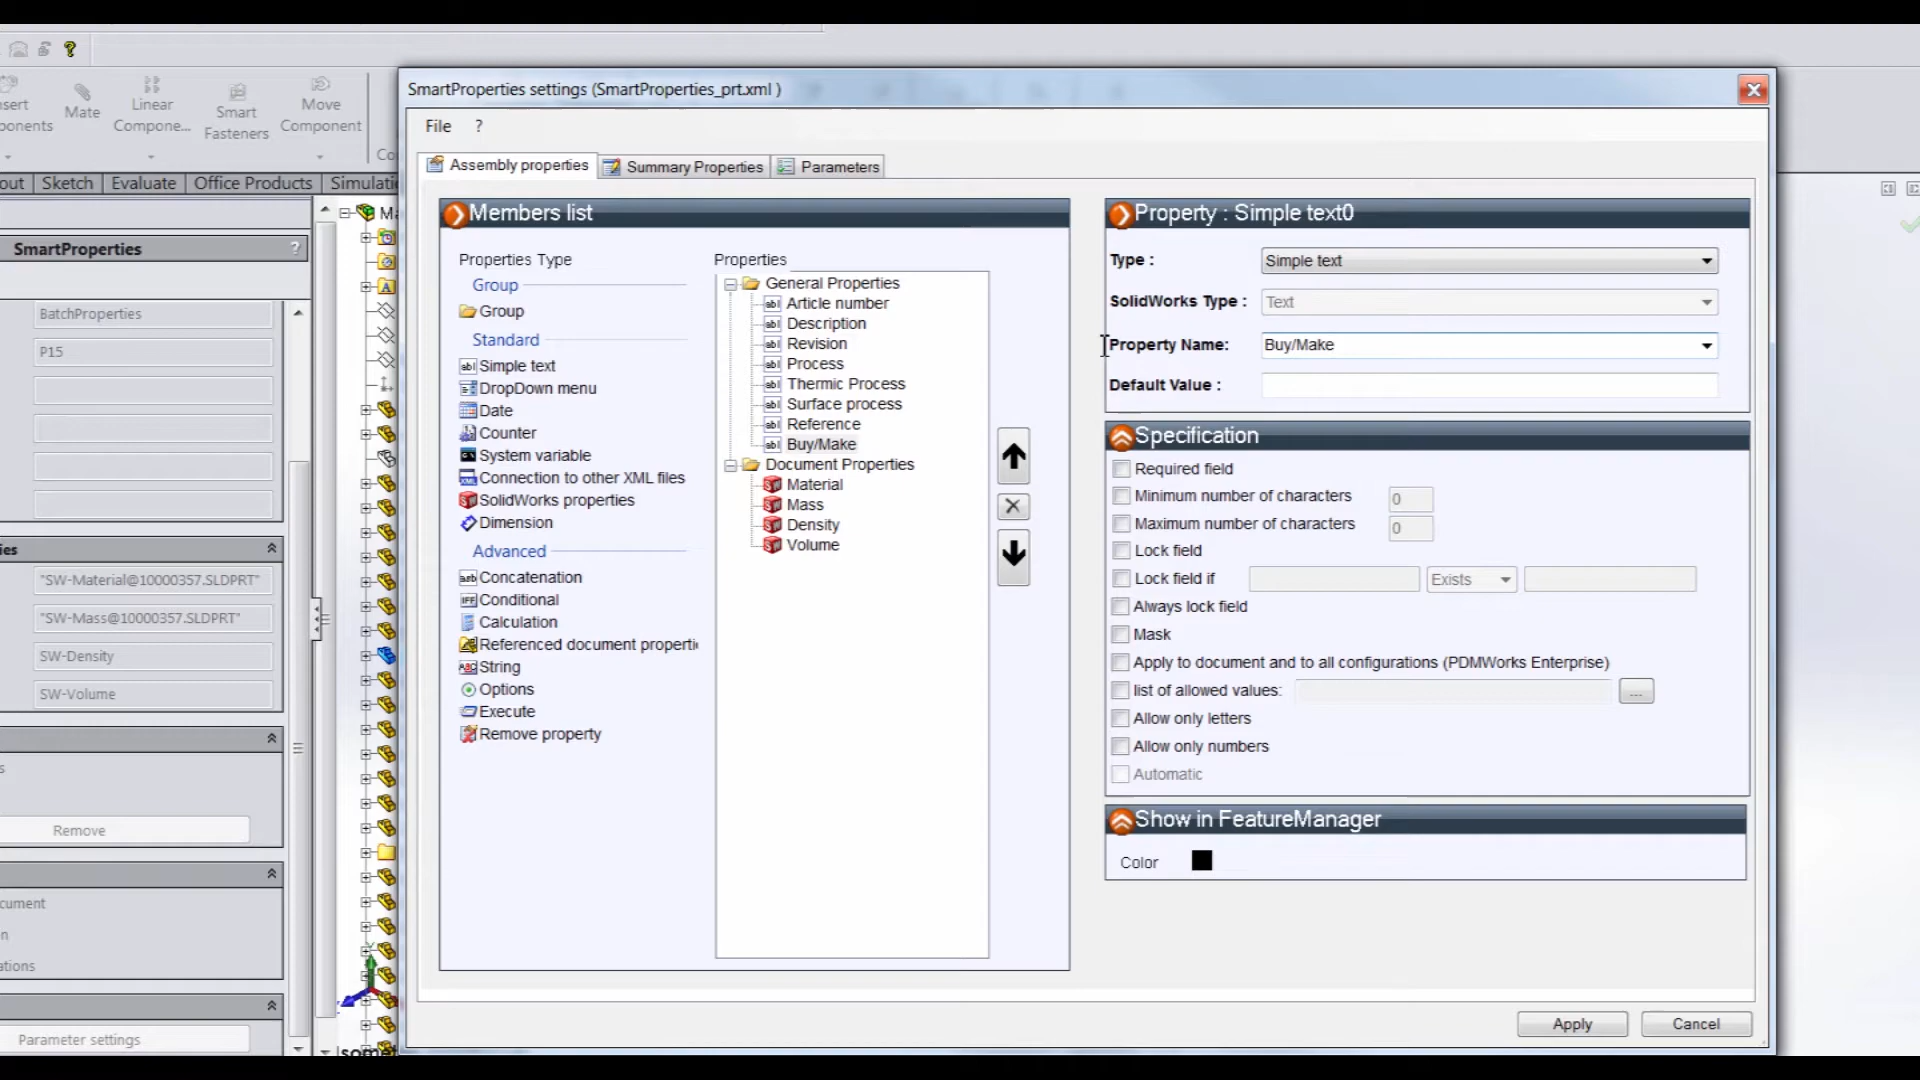 SmartProperties settings (SmartProperties_prt.xml )
File ?
Mate
Linear
Compone...
Smart
Fasteners
Move
Component
Sketch Evaluate Office Products
Assembly properties Summary Properties Parameters
SmartProperties ?
BatchProperties
P15
"SW-Material@10000357.SLDPRT"
"SW-Mass@10000357.SLDPRT"
SW-Density
SW-Volume
Remove
Parameter settings
Members list
Properties Type
Group
Group
Standard
Simple text
DropDown menu
Date
Counter
System variable
Connection to other XML files
SolidWorks properties
Dimension
Advanced
Concatenation
Conditional
Calculation
Referenced document properti
String
Options
Execute
Remove property
Properties
General Properties
Article number
Description
Revision
Process
Thermic Process
Surface process
Reference
Buy/Make
Document Properties
Material
Mass
Density
Volume
Property : Simple text0
Type : Simple text
SolidWorks Type : Text
Property Name: Buy/Make
Default Value :
Specification
Required field
Minimum number of characters 0
Maximum number of characters 0
Lock field
Lock field if Exists
Always lock field
Mask
Apply to document and to all configurations (PDMWorks Enterprise)
list of allowed values: ...
Allow only letters
Allow only numbers
Automatic
Show in FeatureManager
Color
Apply Cancel